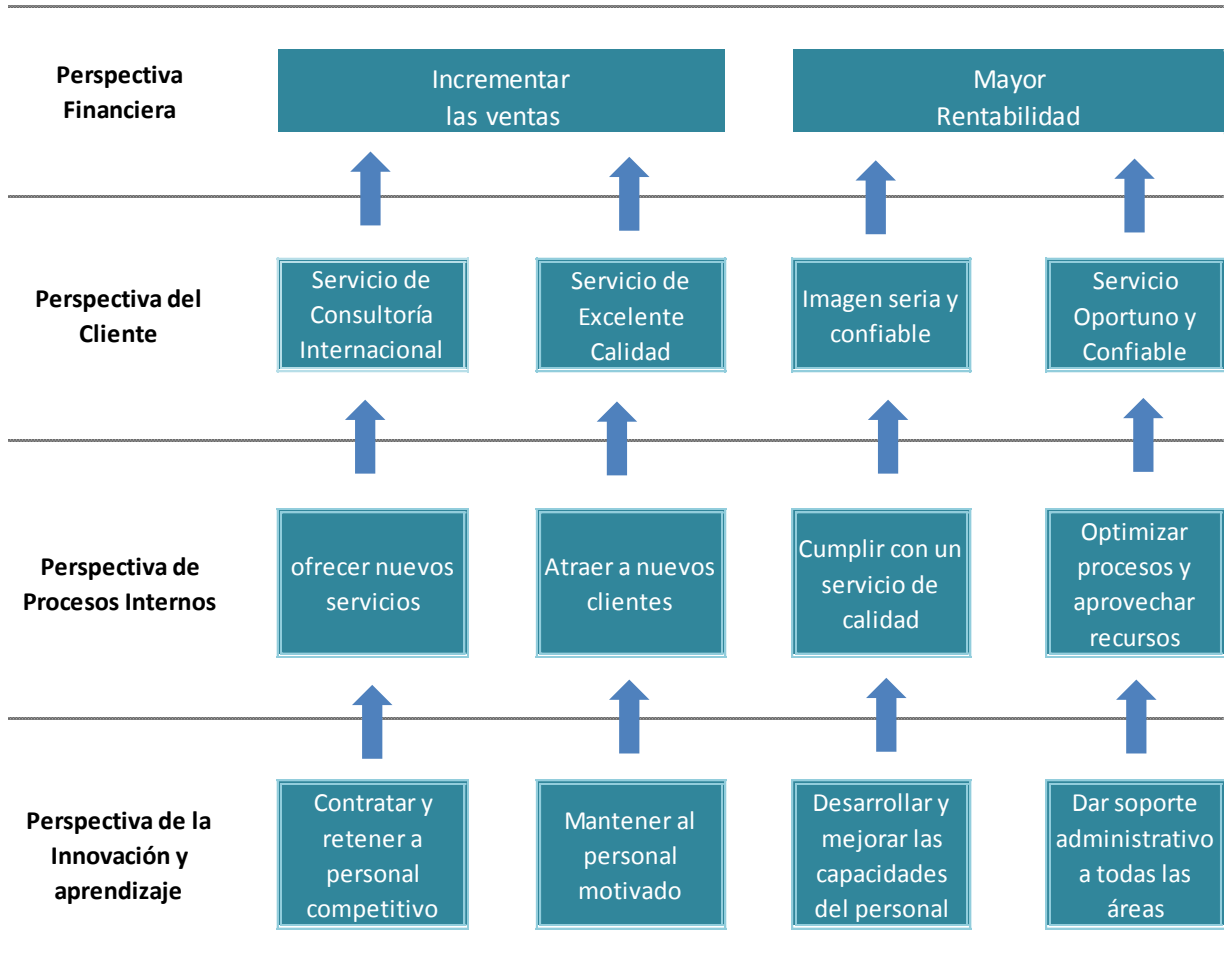 Perspectiva
Financiera
Incrementar
las ventas
Mayor
Rentabilidad
Perspectiva del
Cliente
Servicio de
Consultoría
Internacional
Servicio de
Excelente
Calidad
Imagen seria y
confiable
Servicio
Oportuno y
Confiable
Perspectiva de
Procesos Internos
ofrecer nuevos
servicios
Atraer a nuevos
clientes
Cumplir con un
servicio de
calidad
Optimizar
procesos y
aprovechar
recursos
Perspectiva de la
Innovación y
aprendizaje
Contratar y
retener a
personal
competitivo
Mantener al
personal
motivado
Desarrollar y
mejorar las
capacidades
del personal
Dar soporte
administrativo
a todas las
áreas